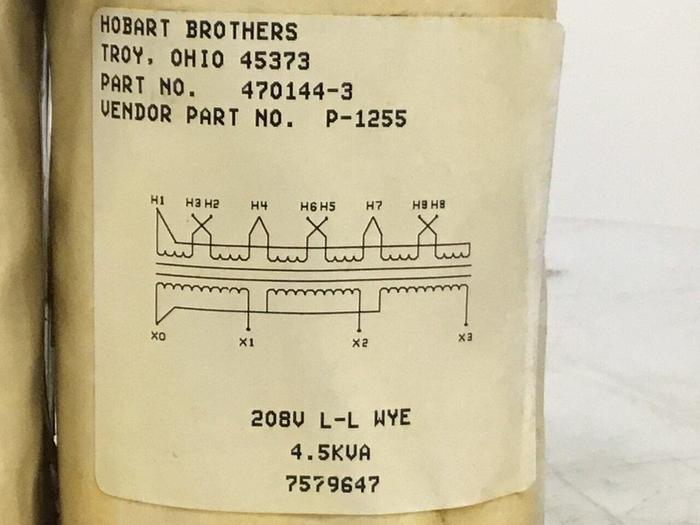 HOBART BROTHERS
TROY, OHIO 45373
PART NO. 470144-3
VENDOR PART NO. P-1255
H1 H3 H2 H4 H6 H5 H7 H9 H8
X0 X1 X2 X3
208V L-L WYE
4.5KVA
7579647